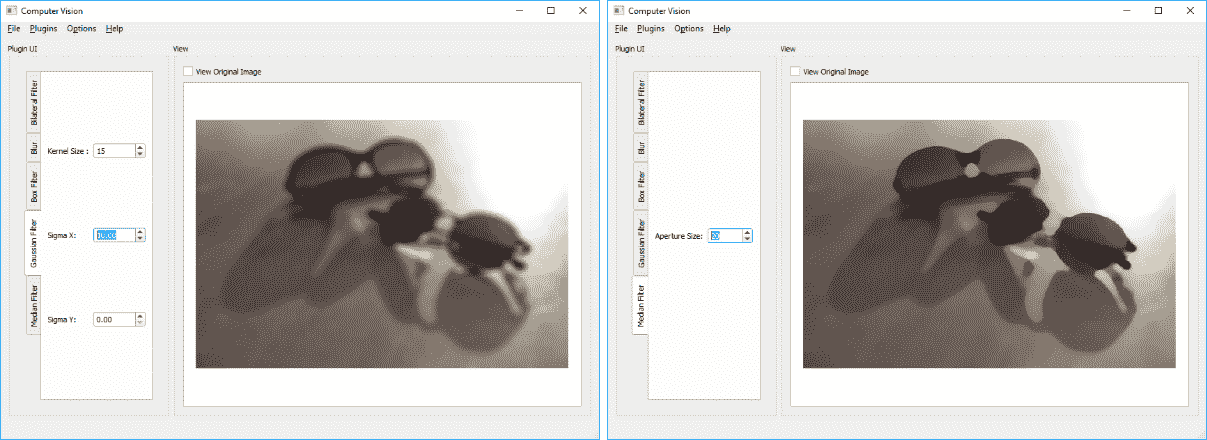 Computer Vision
File Plugins Options Help
Plugin UI
View
View Original Image
Bilateral Filter
Blur
Box Filter
Gaussian Filter
Median Filter
Kernel Size : 15
Sigma X: 10.00
Sigma Y: 0.00
Computer Vision
File Plugins Options Help
Plugin UI
View
View Original Image
Bilateral Filter
Blur
Box Filter
Gaussian Filter
Median Filter
Aperture Size: